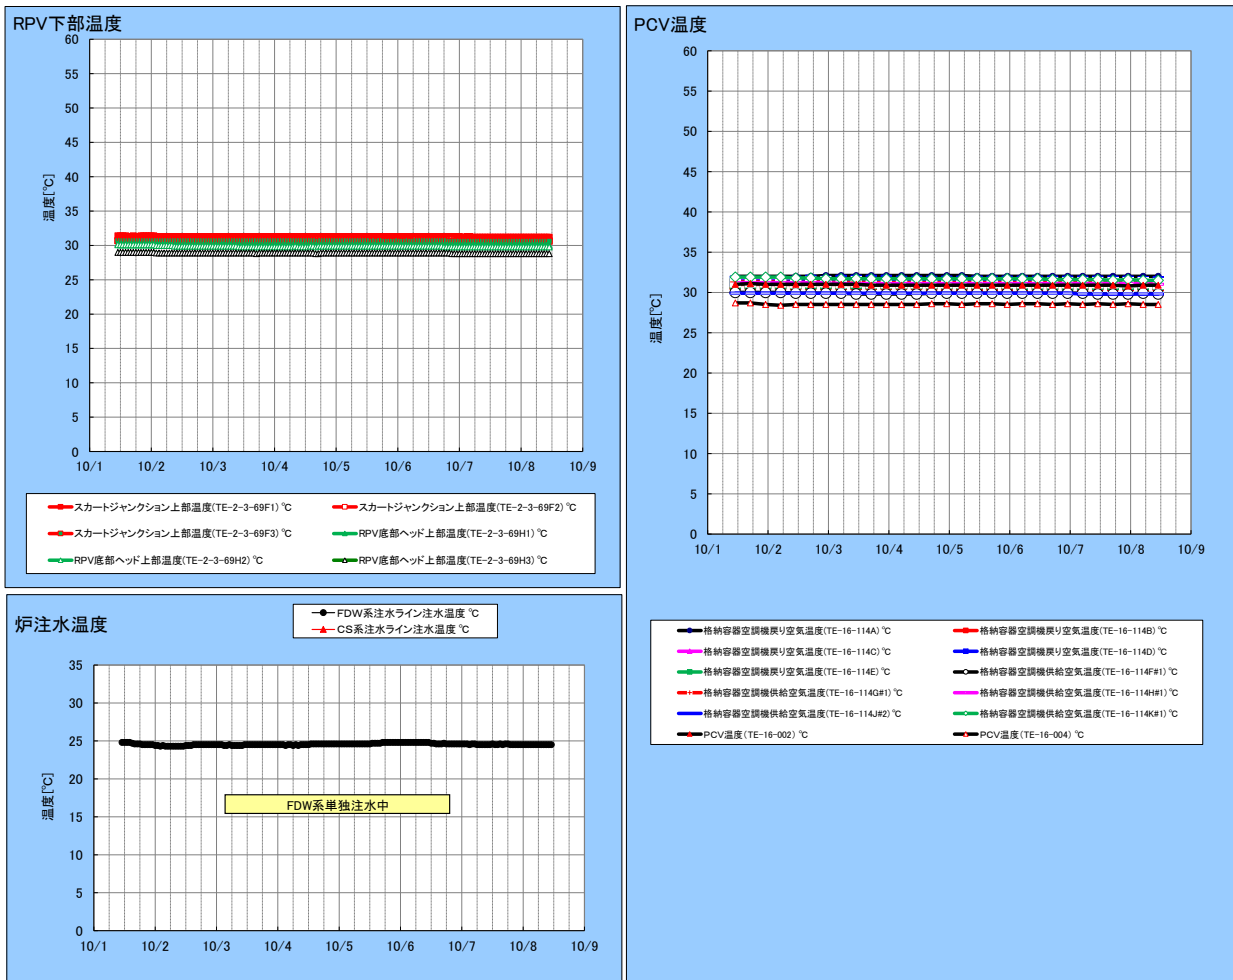 RPV下部温度
60
55
50
45
40
35
30
25
20
15
10
5
0
温度[℃]
10/1 10/2 10/3 10/4 10/5 10/6 10/7 10/8 10/9
スカートジャンクション上部温度(TE-2-3-69F1) ℃ スカートジャンクション上部温度(TE-2-3-69F2) ℃
スカートジャンクション上部温度(TE-2-3-69F3) ℃ RPV底部ヘッド上部温度(TE-2-3-69H1) ℃
RPV底部ヘッド上部温度(TE-2-3-69H2) ℃ RPV底部ヘッド上部温度(TE-2-3-69H3) ℃
炉注水温度
FDW系注水ライン注水温度 ℃
CS系注水ライン注水温度 ℃
35
30
25
20
15
10
5
0
温度[℃]
FDW系単独注水中
10/1 10/2 10/3 10/4 10/5 10/6 10/7 10/8 10/9
PCV温度
60
55
50
45
40
35
30
25
20
15
10
5
0
温度[℃]
10/1 10/2 10/3 10/4 10/5 10/6 10/7 10/8 10/9
格納容器空調機戻り空気温度(TE-16-114A) ℃ 格納容器空調機戻り空気温度(TE-16-114B) ℃
格納容器空調機戻り空気温度(TE-16-114C) ℃ 格納容器空調機戻り空気温度(TE-16-114D) ℃
格納容器空調機戻り空気温度(TE-16-114E) ℃ 格納容器空調機供給空気温度(TE-16-114F#1) ℃
格納容器空調機供給空気温度(TE-16-114G#1) ℃ 格納容器空調機供給空気温度(TE-16-114H#1) ℃
格納容器空調機供給空気温度(TE-16-114J#2) ℃ 格納容器空調機供給空気温度(TE-16-114K#1) ℃
PCV温度(TE-16-002) ℃ PCV温度(TE-16-004) ℃